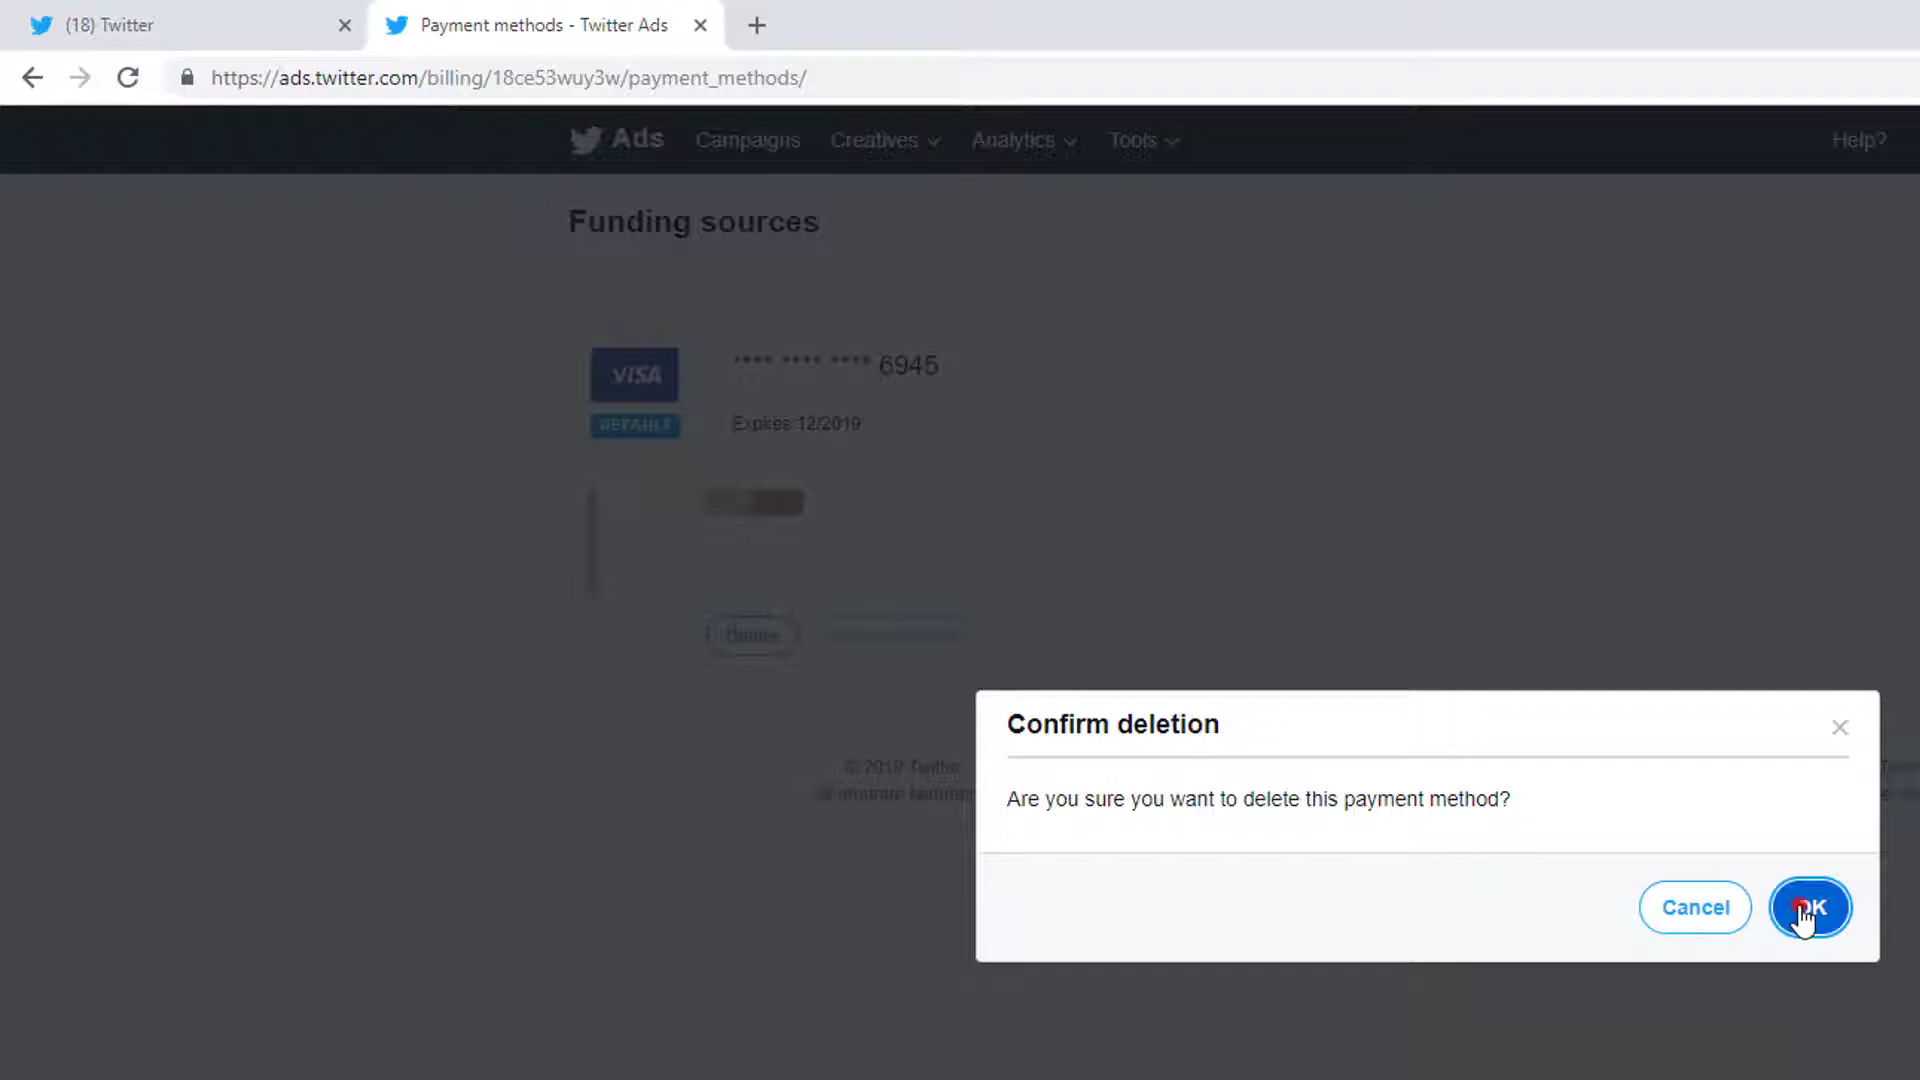 (18) Twitter
Payment methods - Twitter Ads
https://ads.twitter.com/billing/18ce53wuy3w/payment_methods/
Ads
Campaigns
Creatives
Analytics
Tools
Help?
Funding sources
VISA
**** **** **** 6945
DEFAULT
Expires 12/2019
© 2019 Twitter
Confirm deletion
Are you sure you want to delete this payment method?
Cancel
OK